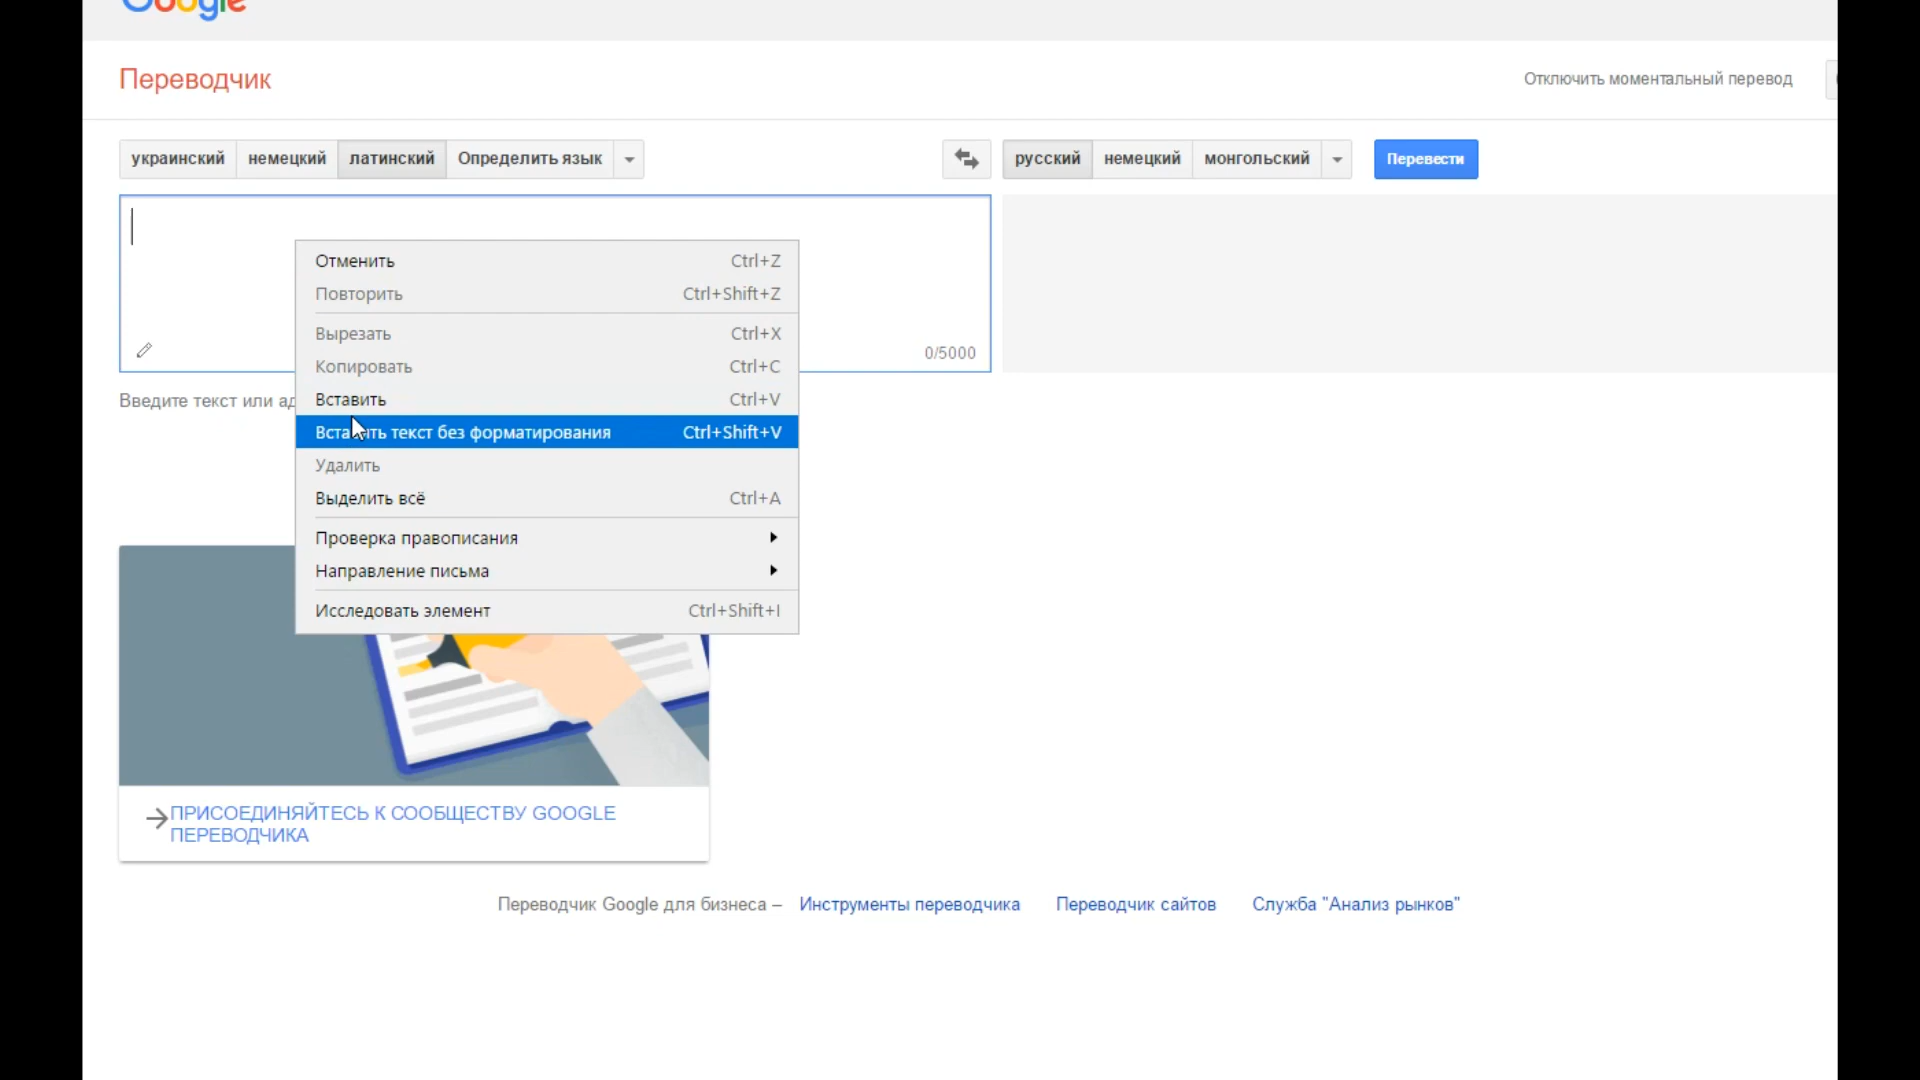 Google
Переводчик
Отключить моментальный перевод
украинский немецкий латинский Определить язык
русский немецкий монгольский Перевести
Отменить Ctrl+Z
Повторить Ctrl+Shift+Z
Вырезать Ctrl+X
Копировать Ctrl+C
Вставить Ctrl+V
Вставить текст без форматирования Ctrl+Shift+V
Удалить
Выделить всё Ctrl+A
Проверка правописания
Направление письма
Исследовать элемент Ctrl+Shift+I
0/5000
Введите текст или
ПРИСОЕДИНЯЙТЕСЬ К СООБЩЕСТВУ GOOGLE
ПЕРЕВОДЧИКА
Переводчик Google для бизнеса – Инструменты переводчика Переводчик сайтов Служба "Анализ рынков"